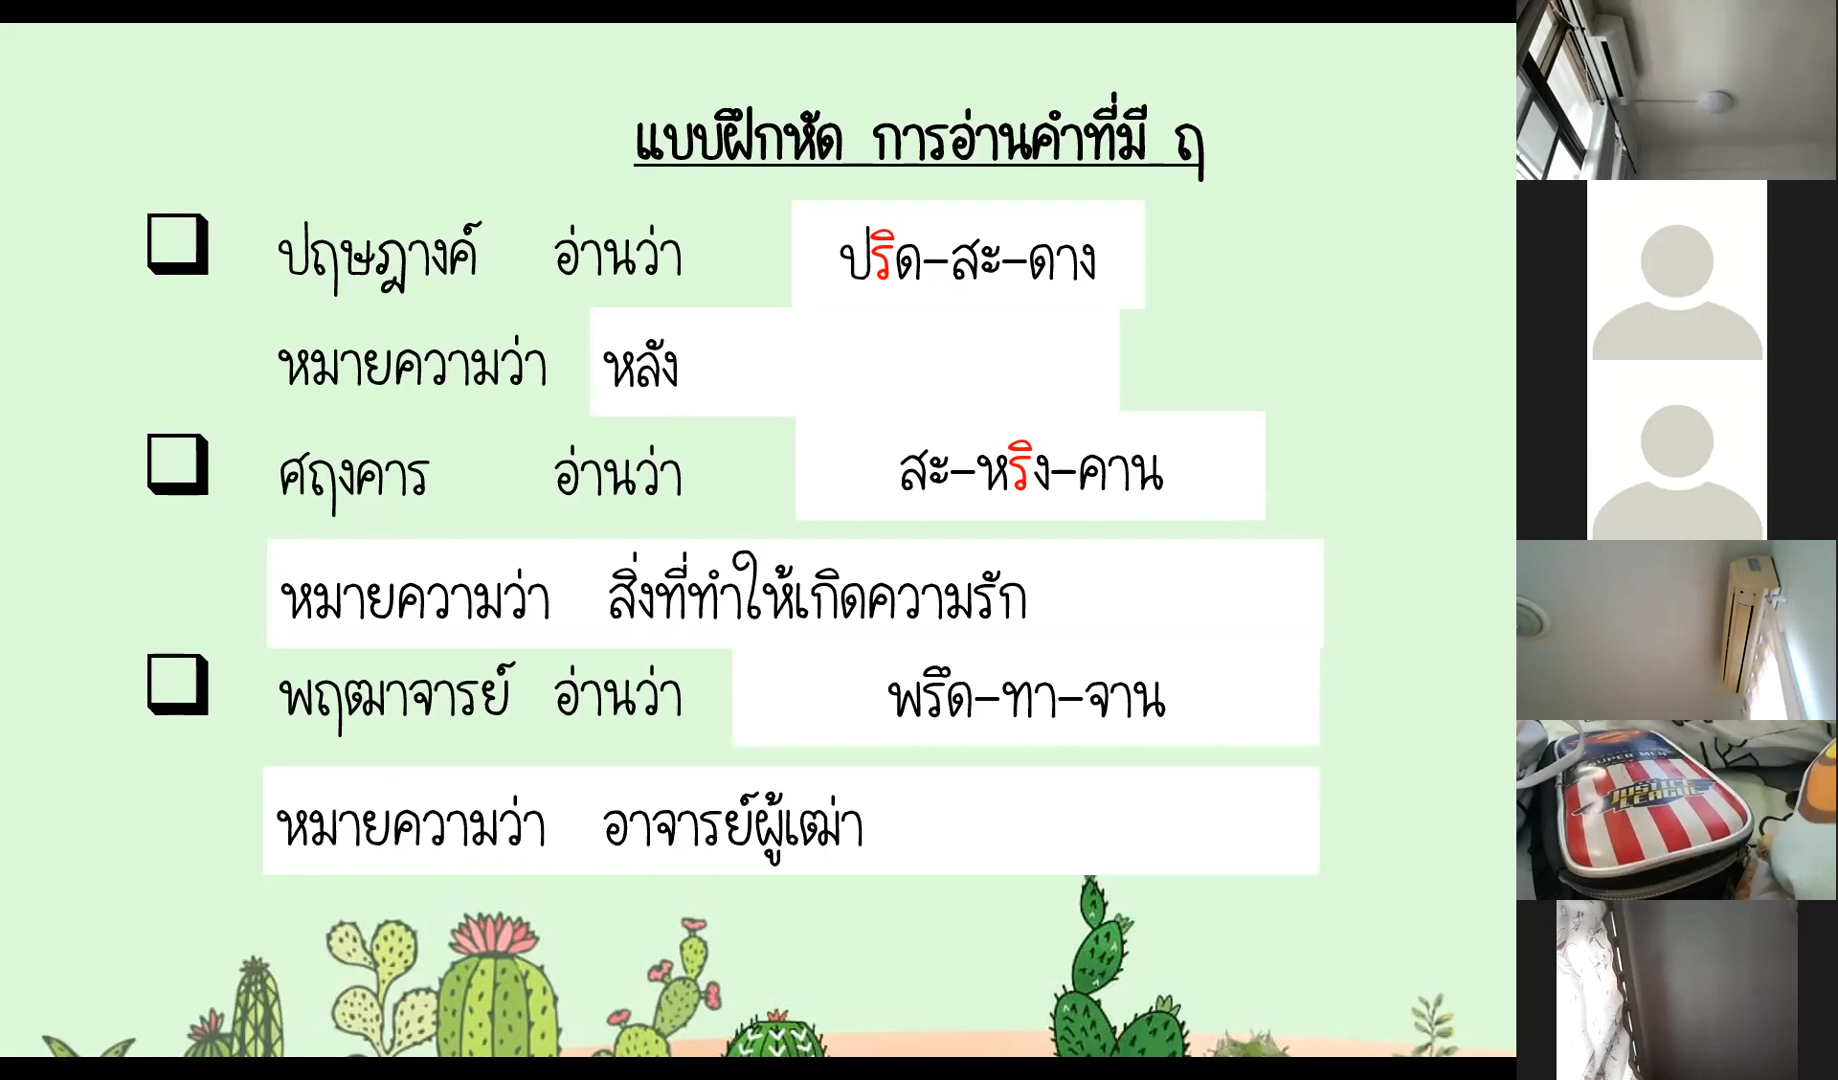 แบบฝึกหัด การอ่านคำที่มี ฤ
ปฤษฎางค์ อ่านว่า ปริด-สะ-ดาง
หมายความว่า หลัง
ศฤงคาร อ่านว่า สะ-หริง-คาน
หมายความว่า สิ่งที่ทำให้เกิดความรัก
พฤฒาจารย์ อ่านว่า พรึด-ทา-จาน
หมายความว่า อาจารย์ผู้เฒ่า
SUPER MEN
JUSTICE
LEAGUE